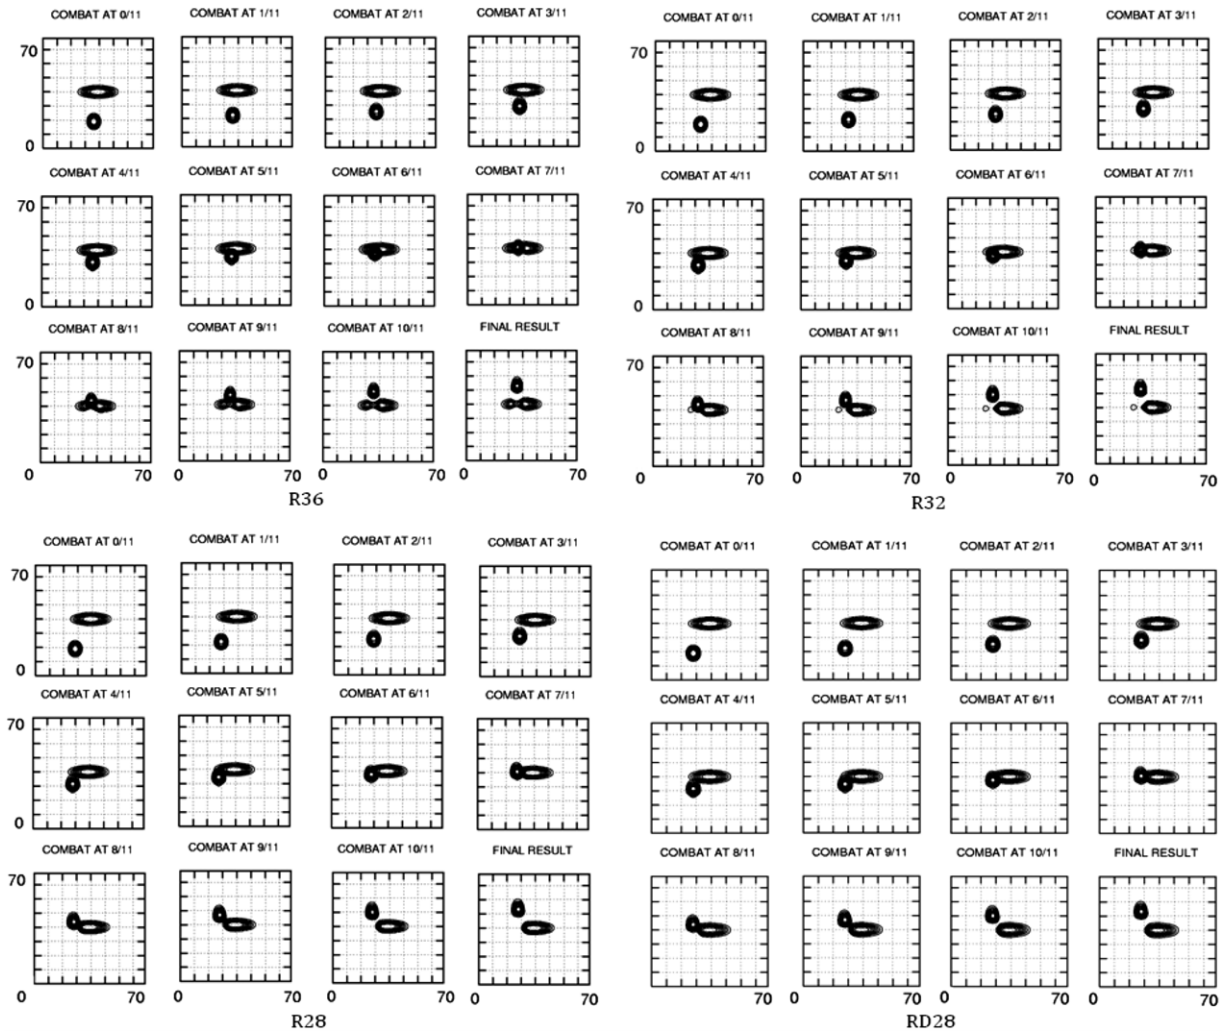 COMBAT AT 0/11 COMBAT AT 1/11 COMBAT AT 2/11 COMBAT AT 3/11
70
0
COMBAT AT 4/11 COMBAT AT 5/11 COMBAT AT 6/11 COMBAT AT 7/11
70
0
COMBAT AT 8/11 COMBAT AT 9/11 COMBAT AT 10/11 FINAL RESULT
70
0 70 0 70 0 70 0 70
R36
COMBAT AT 0/11 COMBAT AT 1/11 COMBAT AT 2/11 COMBAT AT 3/11
70
0
COMBAT AT 4/11 COMBAT AT 5/11 COMBAT AT 6/11 COMBAT AT 7/11
70
0
COMBAT AT 8/11 COMBAT AT 9/11 COMBAT AT 10/11 FINAL RESULT
70
0 70 0 70 0 70 0 70
R32
COMBAT AT 0/11 COMBAT AT 1/11 COMBAT AT 2/11 COMBAT AT 3/11
70
0
COMBAT AT 4/11 COMBAT AT 5/11 COMBAT AT 6/11 COMBAT AT 7/11
70
0
COMBAT AT 8/11 COMBAT AT 9/11 COMBAT AT 10/11 FINAL RESULT
70
0 70 0 70 0 70 0 70
R28
COMBAT AT 0/11 COMBAT AT 1/11 COMBAT AT 2/11 COMBAT AT 3/11
COMBAT AT 4/11 COMBAT AT 5/11 COMBAT AT 6/11 COMBAT AT 7/11
COMBAT AT 8/11 COMBAT AT 9/11 COMBAT AT 10/11 FINAL RESULT
70 0 70 0 70 0 70
RD28